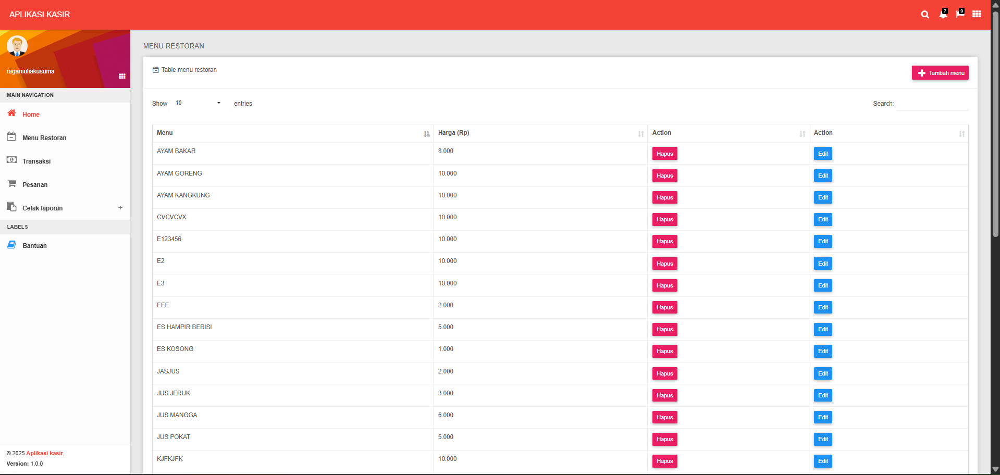 APLIKASI KASIR
7
9
ragamuliakusuma
MAIN NAVIGATION
Home
Menu Restoran
Transaksi
Pesanan
Cetak laporan +
LABELS
Bantuan
© 2025 Aplikasi kasir.
Version: 1.0.0
MENU RESTORAN
Table menu restoran
Tambah menu
Show 10 entries
Search:
Menu Harga (Rp) Action Action
AYAM BAKAR 8.000 Hapus Edit
AYAM GORENG 10.000 Hapus Edit
AYAM KANGKUNG 10.000 Hapus Edit
CVCVCVX 10.000 Hapus Edit
E123456 10.000 Hapus Edit
E2 10.000 Hapus Edit
E3 10.000 Hapus Edit
EEE 2.000 Hapus Edit
ES HAMPIR BERISI 5.000 Hapus Edit
ES KOSONG 1.000 Hapus Edit
JASJUS 2.000 Hapus Edit
JUS JERUK 3.000 Hapus Edit
JUS MANGGA 6.000 Hapus Edit
JUS POKAT 5.000 Hapus Edit
KJFKJFK 10.000 Hapus Edit